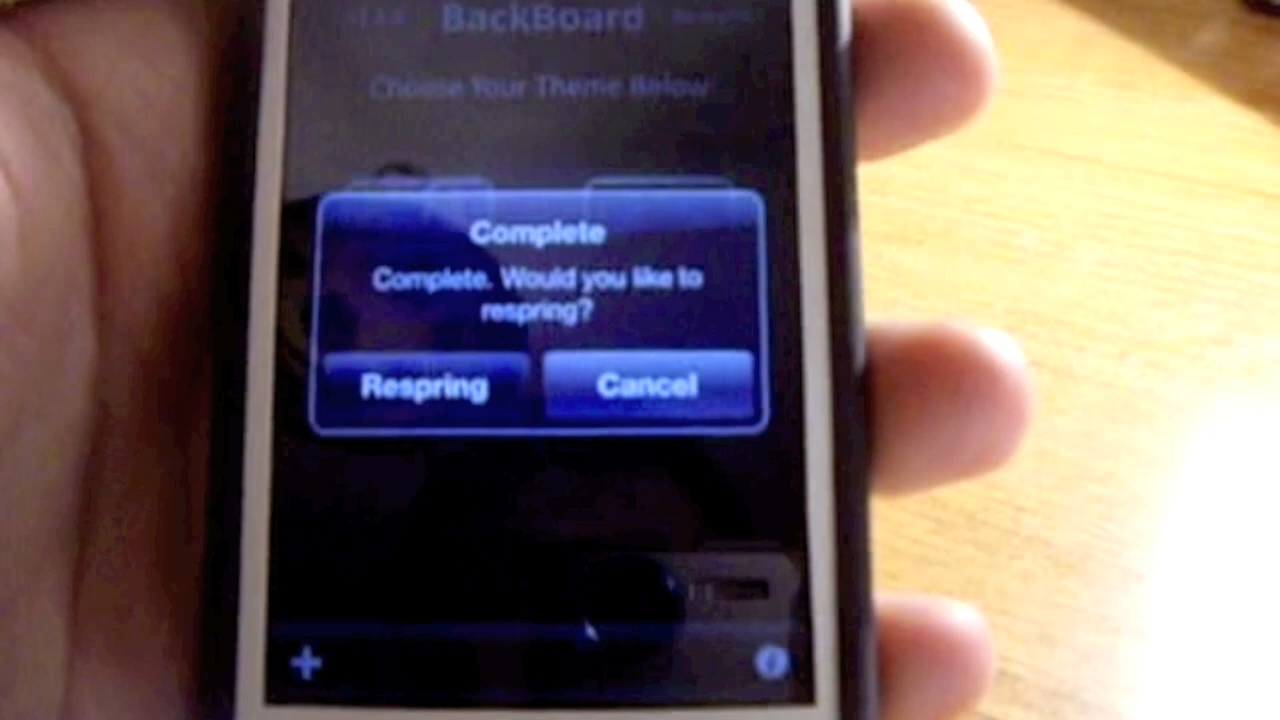 BackBoard
Choose Your Theme Below
Complete
Complete. Would you like to
respring?
Respring
Cancel